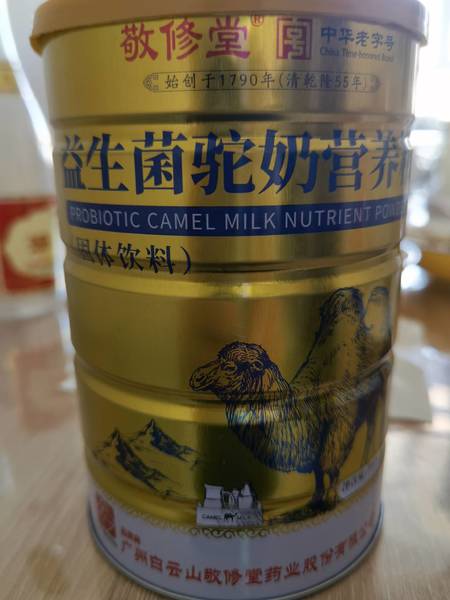 敬修堂® 中华老字号
China Time-honored Brand
始创于1790年(清乾隆55年)
益生菌驼奶营养
PROBIOTIC CAMEL MILK NUTRIENT POWDE
(固体饮料)
CAMEL MILK
广州白云山敬修堂药业股份有限公司